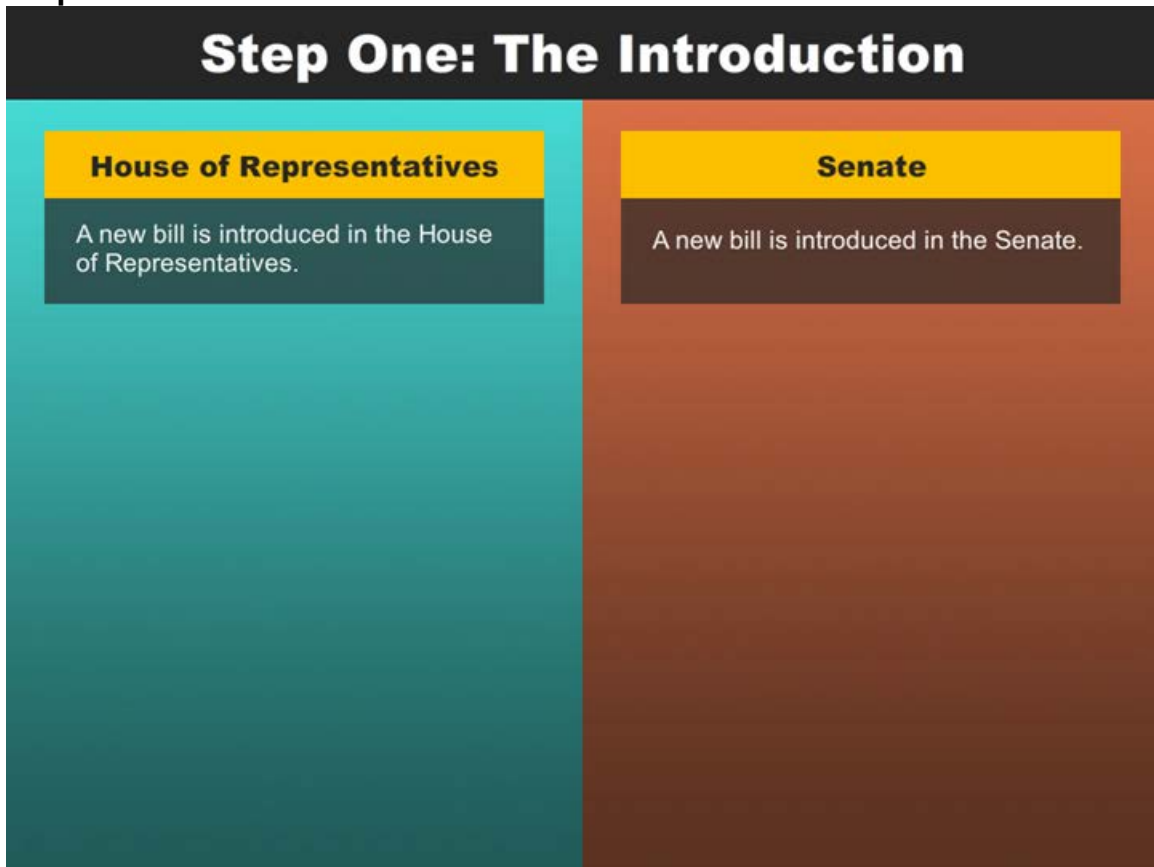 Step One: The Introduction
House of Representatives
A new bill is introduced in the House
of Representatives.
Senate
A new bill is introduced in the Senate.